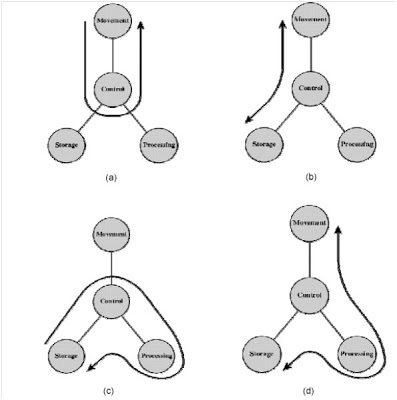 Movement
Control
Storage
Processing
(a)
Movement
Control
Storage
Processing
(b)
Movement
Control
Storage
Processing
(c)
Movement
Control
Storage
Processing
(d)